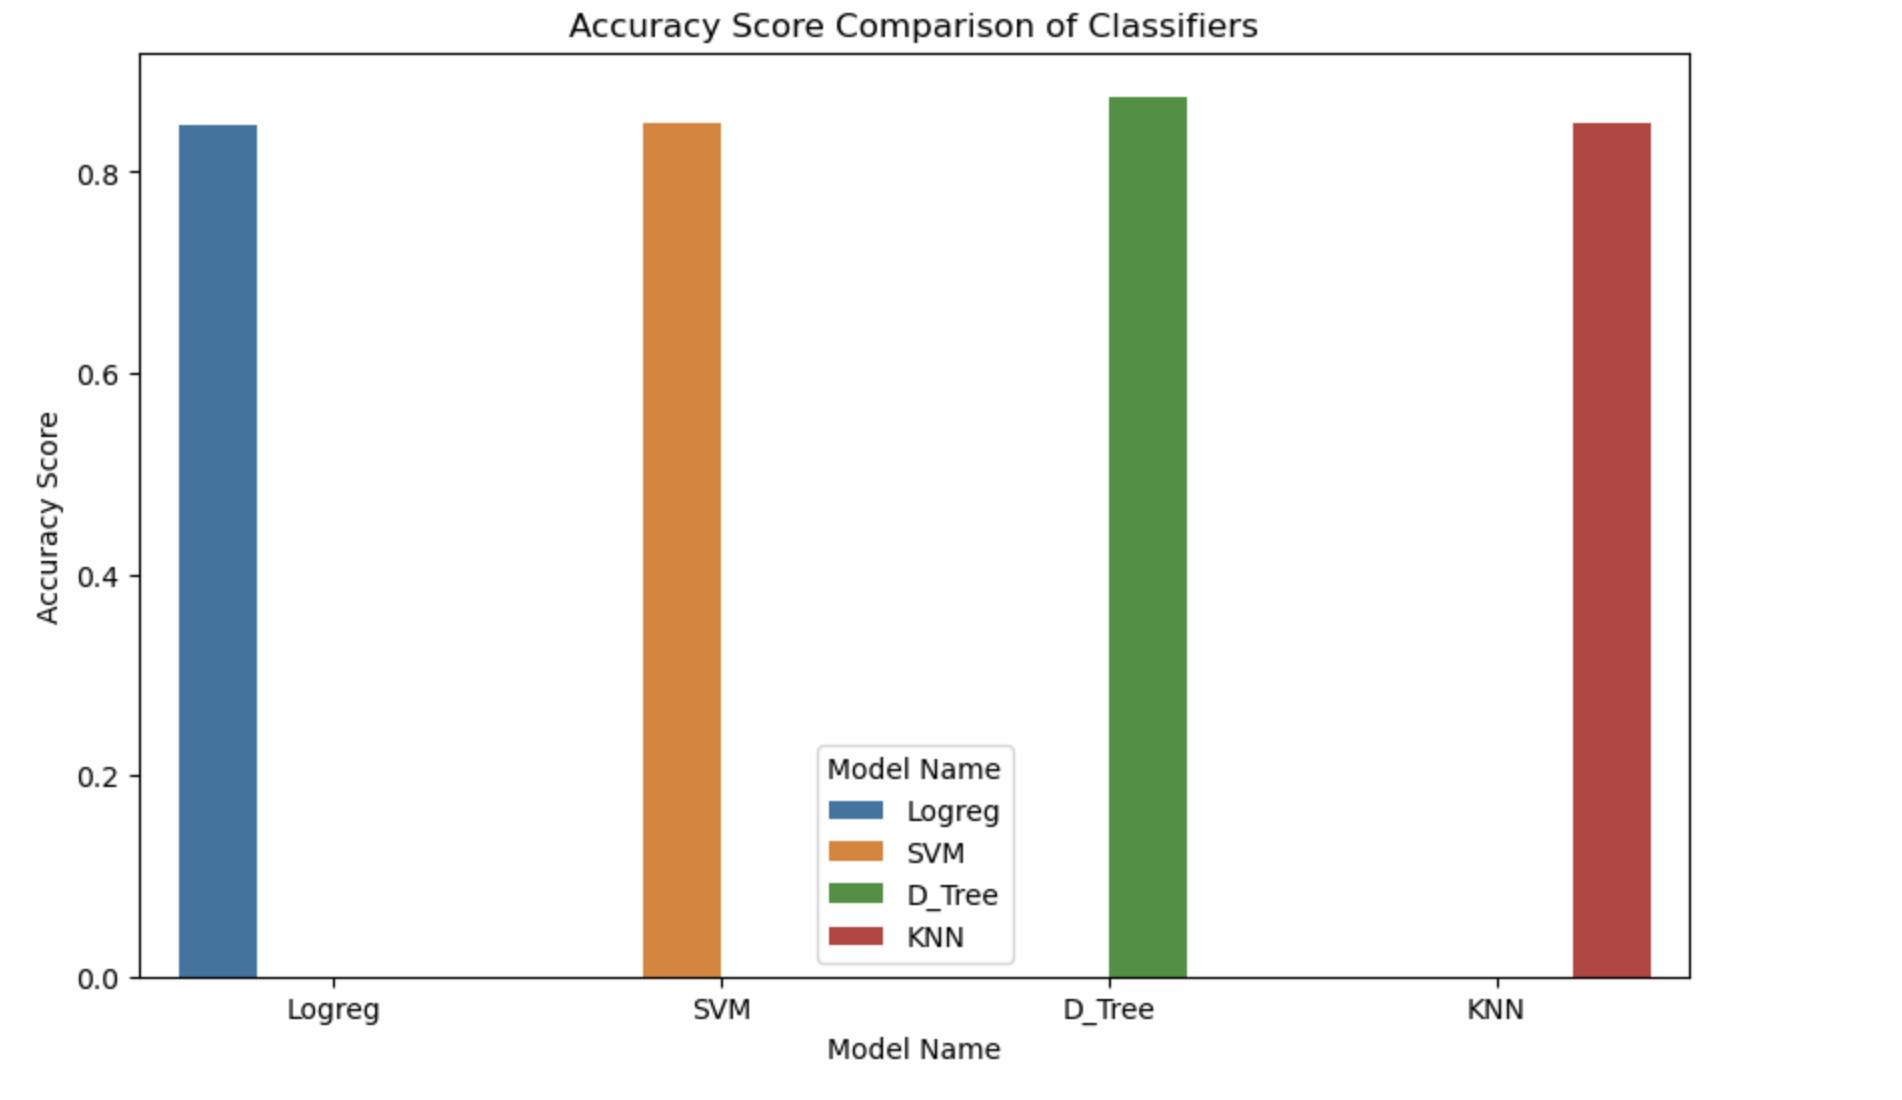 Accuracy Score Comparison of Classifiers
Accuracy Score
0.8
0.6
0.4
0.2
0.0
Model Name
Logreg
SVM
D_Tree
KNN
Logreg SVM D_Tree KNN
Model Name